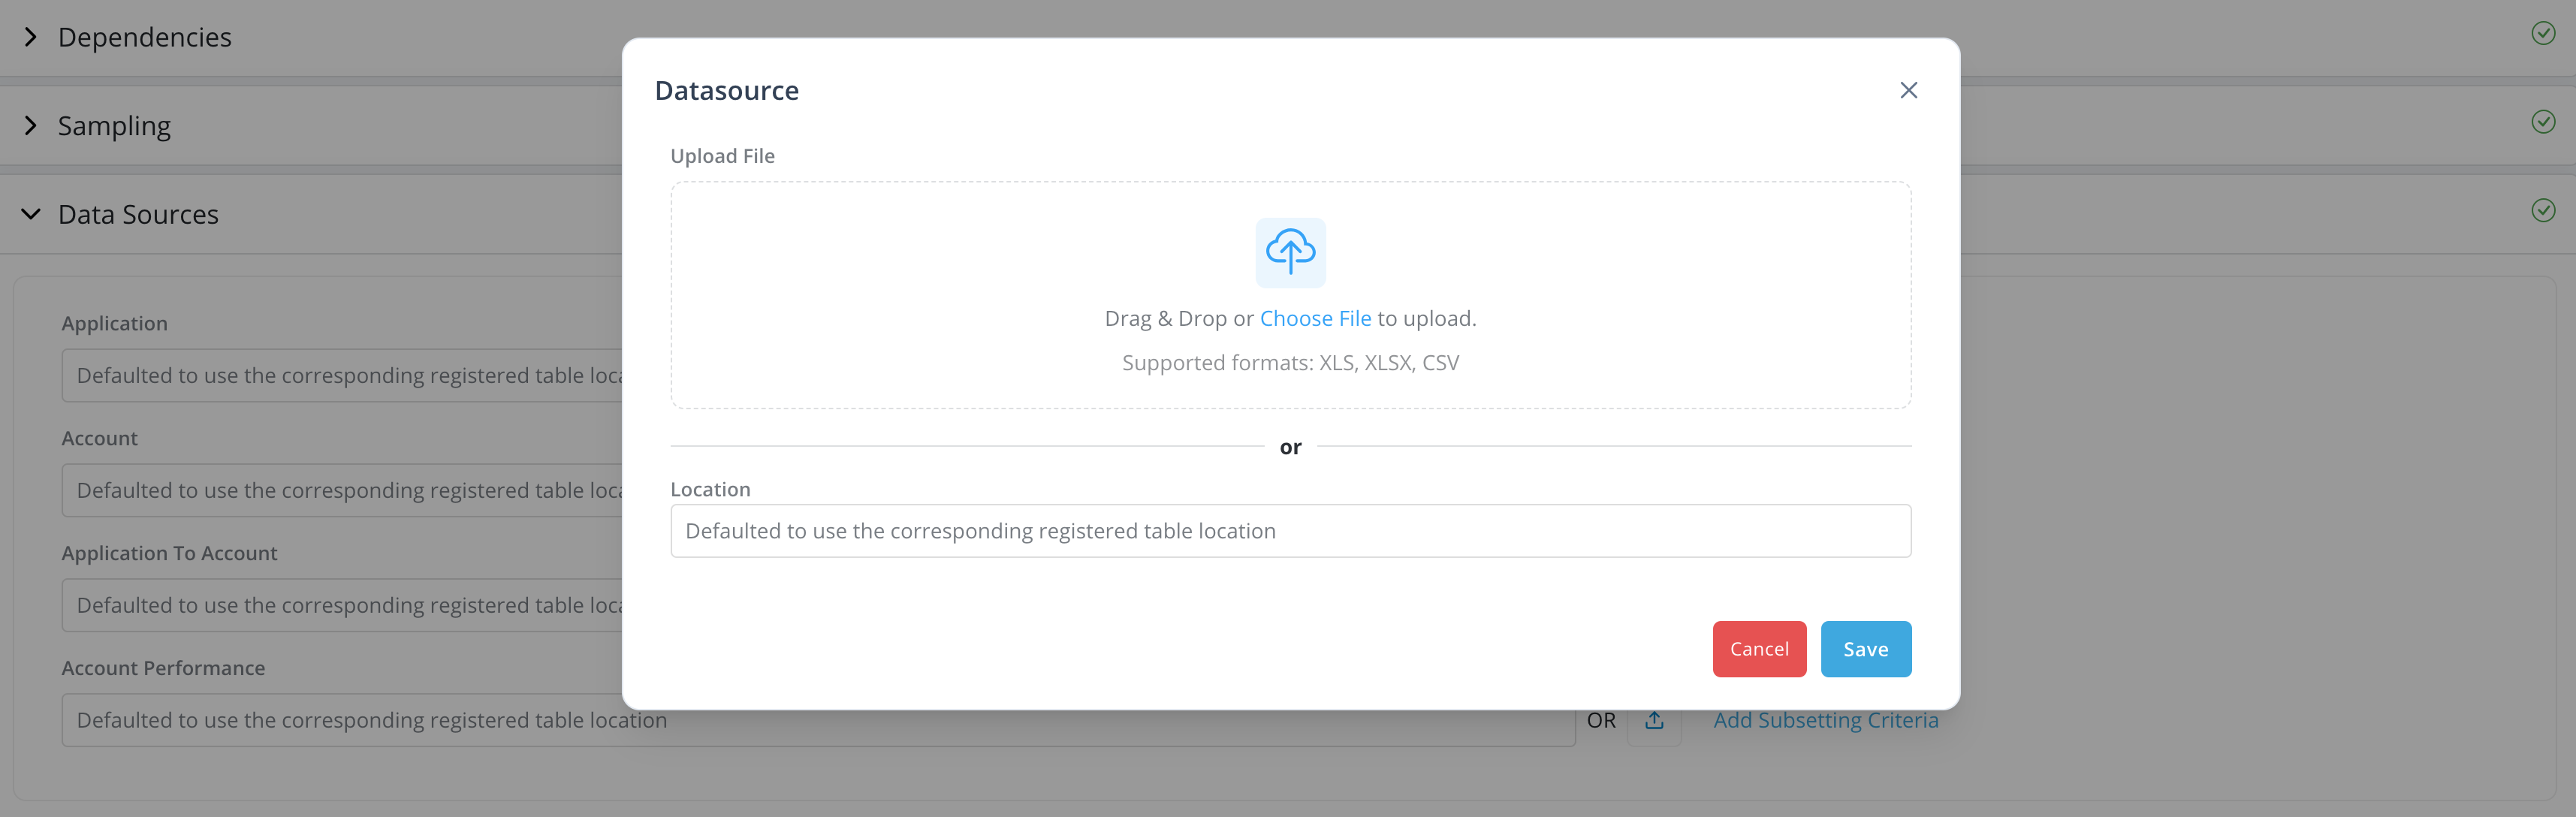 Dependencies
Sampling
Data Sources
Application
Defaulted to use the corresponding registered table loca
Account
Defaulted to use the corresponding registered table loca
Application To Account
Defaulted to use the corresponding registered table loca
Account Performance
Defaulted to use the corresponding registered table location
OR
Add Subsetting Criteria
Datasource
Upload File
Drag & Drop or Choose File to upload.
Supported formats: XLS, XLSX, CSV
or
Location
Defaulted to use the corresponding registered table location
Cancel
Save